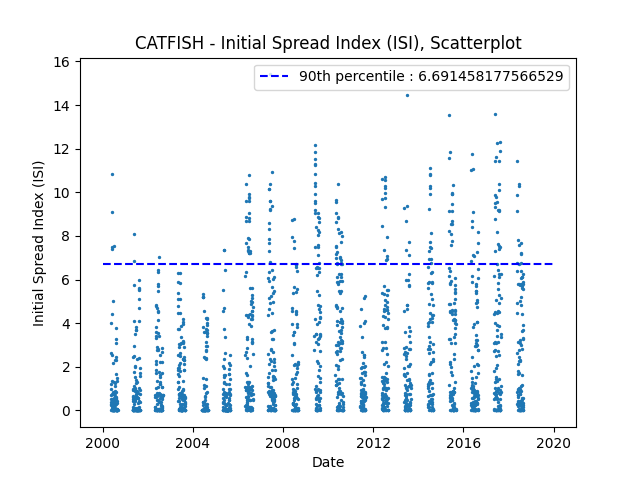 CATFISH - Initial Spread Index (ISI), Scatterplot
90th percentile : 6.691458177566529
16
14
12
10
8
6
4
2
0
Initial Spread Index (ISI)
2000 2004 2008 2012 2016 2020
Date